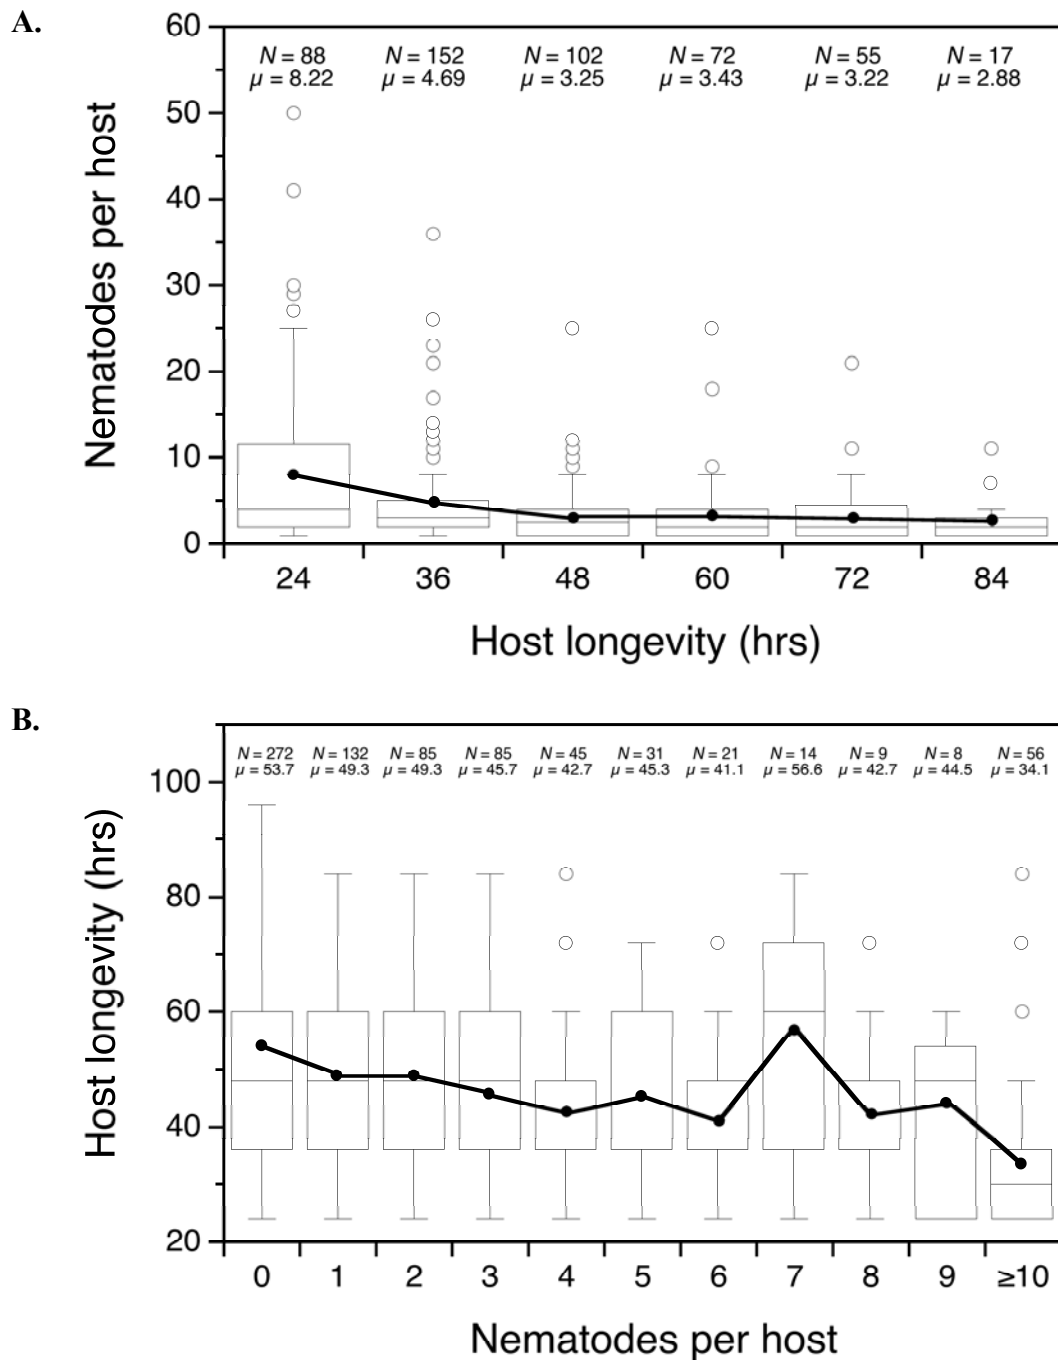 A.
60
50
40
30
20
10
0
Nematodes per host
N = 88
μ = 8.22
N = 152
μ = 4.69
N = 102
μ = 3.25
N = 72
μ = 3.43
N = 55
μ = 3.22
N = 17
μ = 2.88
24 36 48 60 72 84
Host longevity (hrs)
B.
100
80
60
40
20
Host longevity (hrs)
N = 272
μ = 53.7
N = 132
μ = 49.3
N = 85
μ = 49.3
N = 85
μ = 45.7
N = 45
μ = 42.7
N = 31
μ = 45.3
N = 21
μ = 41.1
N = 14
μ = 56.6
N = 9
μ = 42.7
N = 8
μ = 44.5
N = 56
μ = 34.1
0 1 2 3 4 5 6 7 8 9 ≥10
Nematodes per host